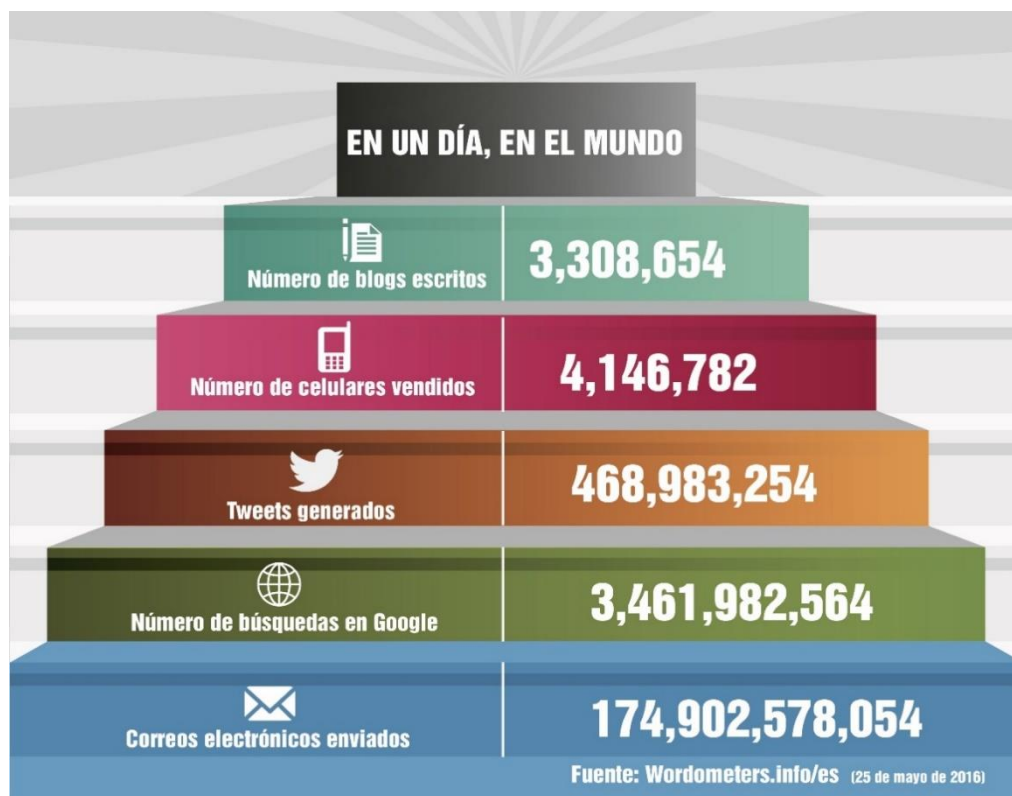 EN UN DÍA, EN EL MUNDO
Número de blogs escritos
3,308,654
Número de celulares vendidos
4,146,782
Tweets generados
468,983,254
Número de búsquedas en Google
3,461,982,564
Correos electrónicos enviados
174,902,578,054
Fuente: Wordometers.info/es (25 de mayo de 2016)